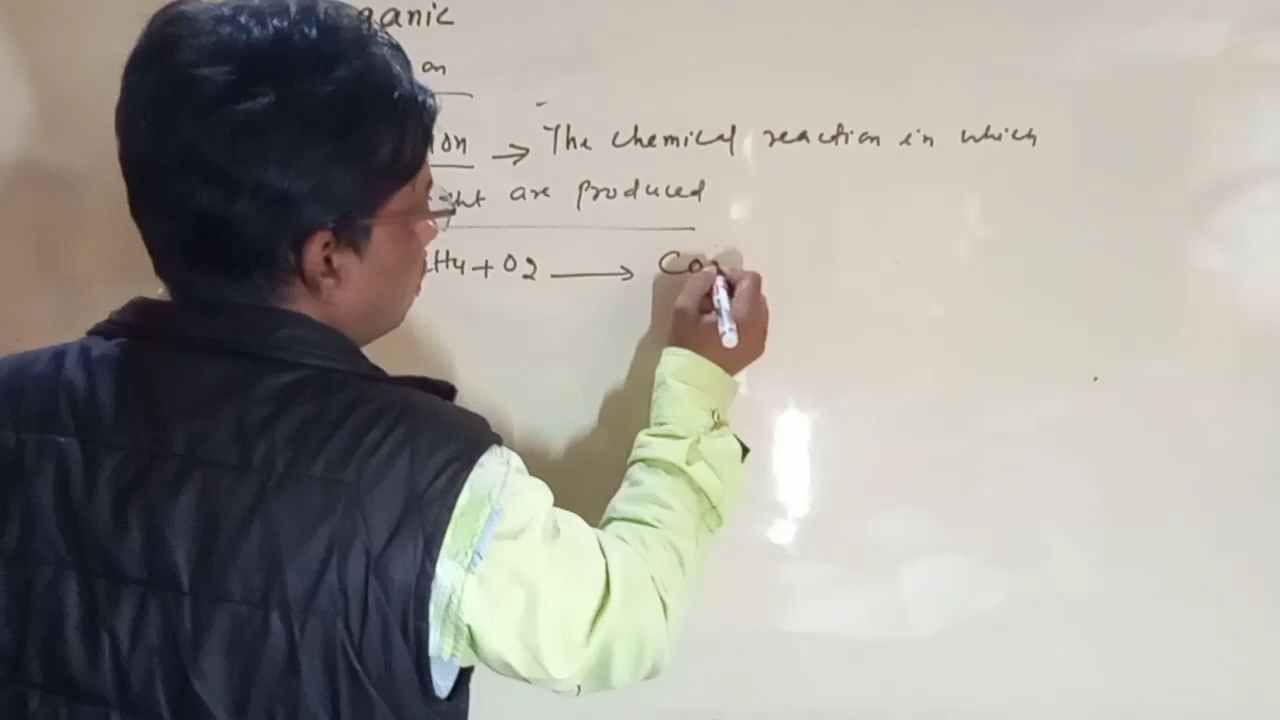 ganic
on
ion → The chemical reaction in which
ght are produced
H4 + O2 ⟶ Co2